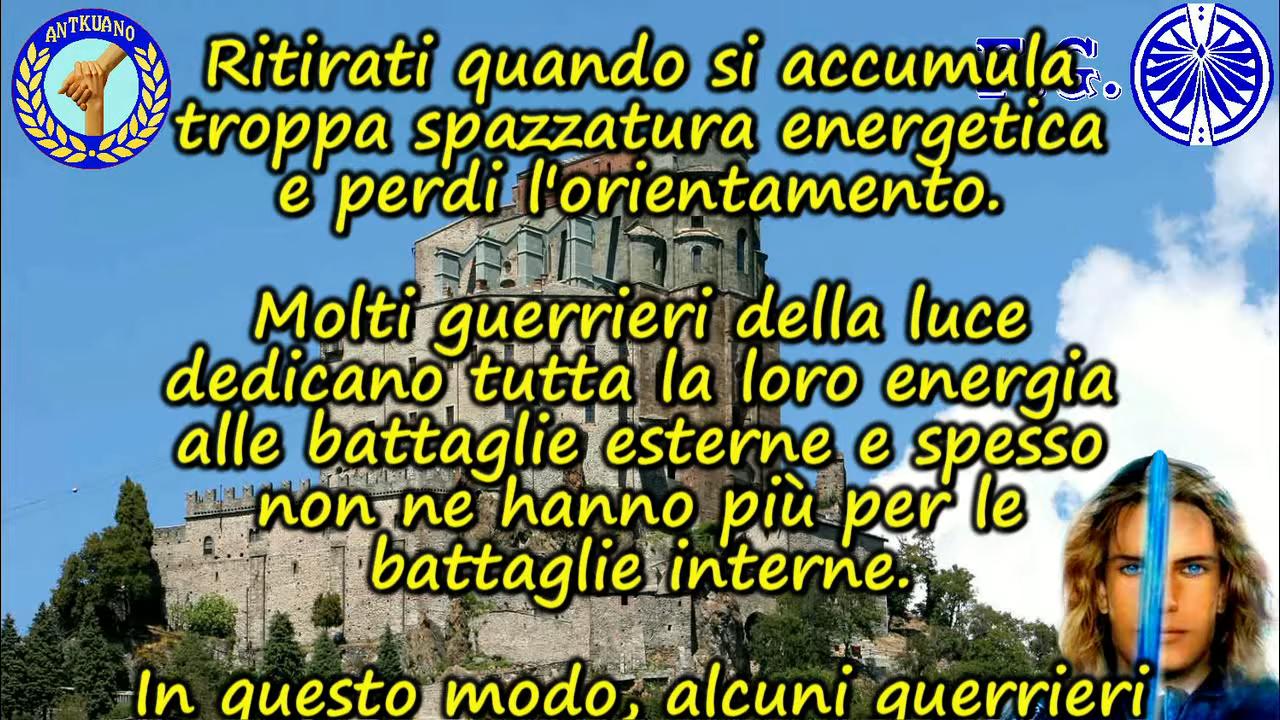 ANTKUANO
F.G.
Ritirati quando si accumula
troppa spazzatura energetica
e perdi l'orientamento.
Molti guerrieri della luce
dedicano tutta la loro energia
alle battaglie esterne e spesso
non ne hanno più per le
battaglie interne.
In questo modo, alcuni guerrieri